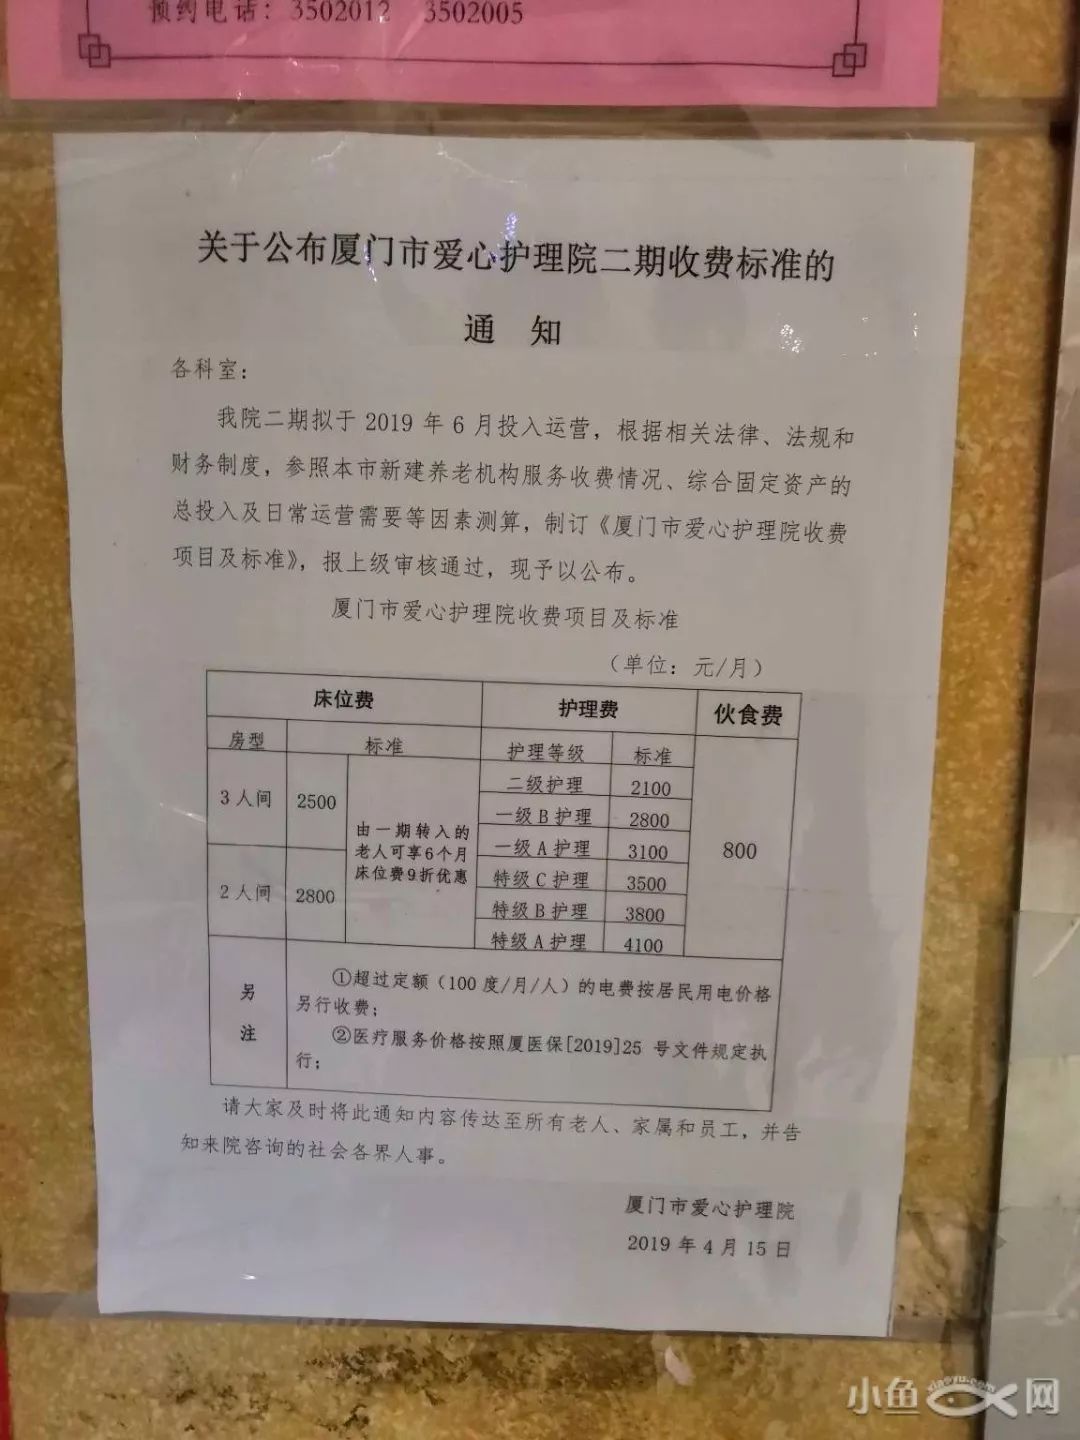 预约电话：3502012 3502005
关于公布厦门市爱心护理院二期收费标准的
通 知
各科室：
我院二期拟于 2019 年 6 月投入运营，根据相关法律、法规和
财务制度，参照本市新建养老机构服务收费情况、综合固定资产的
总投入及日常运营需要等因素测算，制订《厦门市爱心护理院收费
项目及标准》，报上级审核通过，现予以公布。
厦门市爱心护理院收费项目及标准
（单位：元/月）
床位费 护理费 伙食费
房型 标准 护理等级 标准
3 人间 2500
2 人间 2800
由一期转入的
老人可享6个月
床位费9折优惠
二级护理 2100
一级 B 护理 2800
一级 A 护理 3100
特级 C 护理 3500
特级 B 护理 3800
特级 A 护理 4100
800
另
注
①超过定额（100 度/月/人）的电费按居民用电价格
另行收费；
②医疗服务价格按照厦医保[2019]25 号文件规定执
行；
请大家及时将此通知内容传达至所有老人、家属和员工，并告
知来院咨询的社会各界人事。
厦门市爱心护理院
2019 年 4 月 15 日
小鱼网
xiaoyu.com